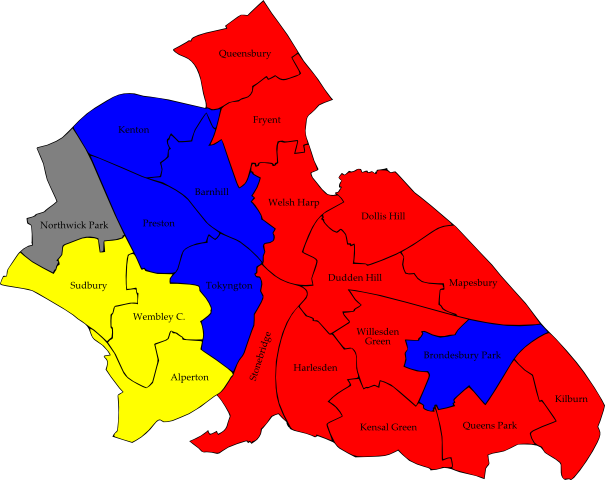 Queensbury
Fryent
Kenton
Barnhill
Welsh Harp
Dollis Hill
Northwick Park
Preston
Dudden Hill
Mapesbury
Sudbury
Tokyngton
Wembley C.
Willesden
Green
Brondesbury Park
Stonebridge
Harlesden
Alperton
Kensal Green
Queens Park
Kilburn